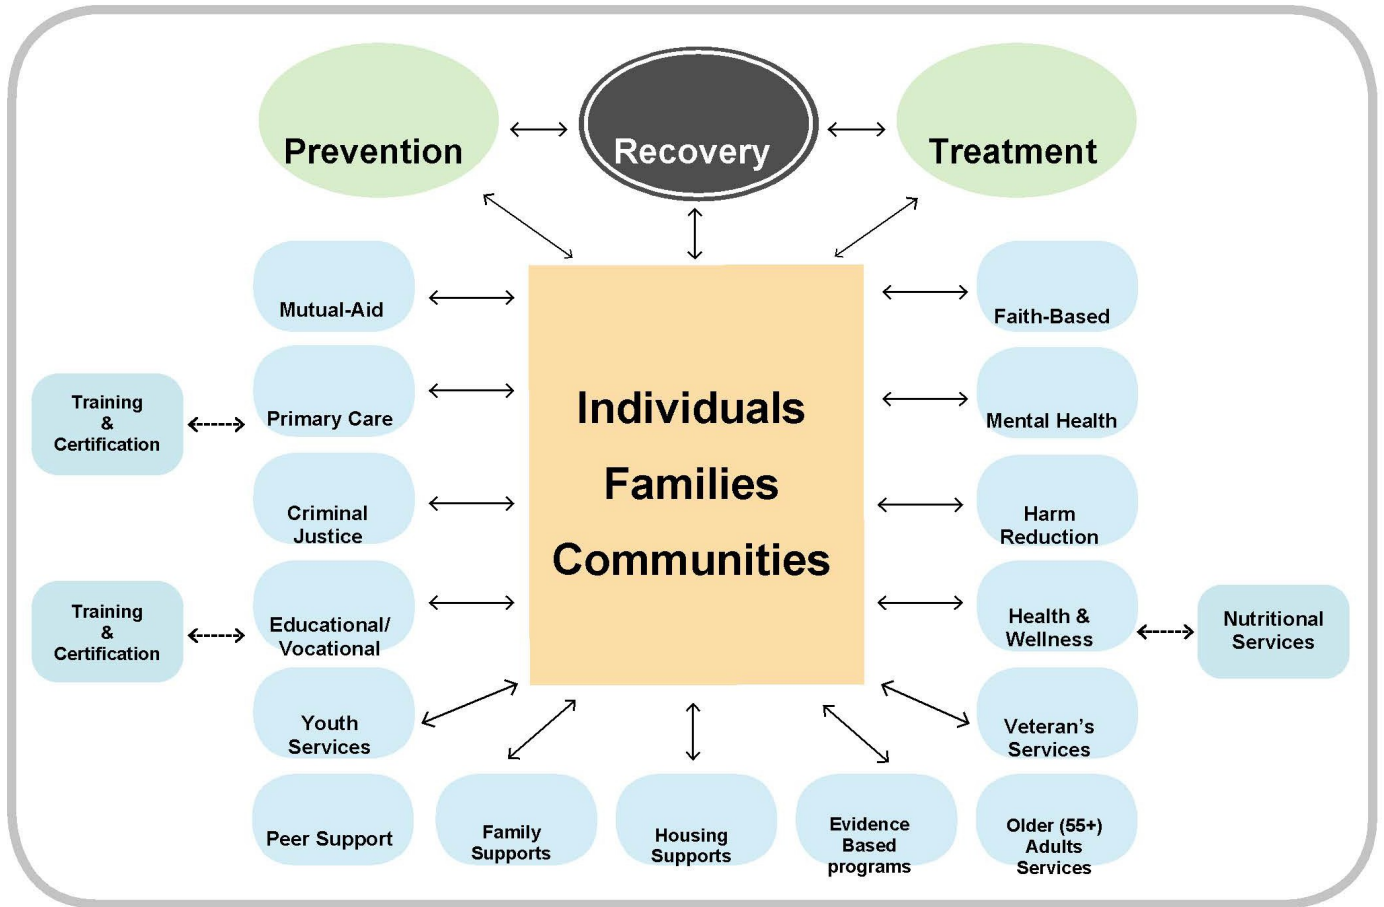 Prevention
Recovery
Treatment
Mutual-Aid
Faith-Based
Individuals
Families
Communities
Training
&
Certification
Primary Care
Mental Health
Criminal
Justice
Harm
Reduction
Training
&
Certification
Educational/
Vocational
Health &
Wellness
Nutritional
Services
Youth
Services
Veteran's
Services
Peer Support
Family
Supports
Housing
Supports
Evidence
Based
programs
Older (55+)
Adults
Services